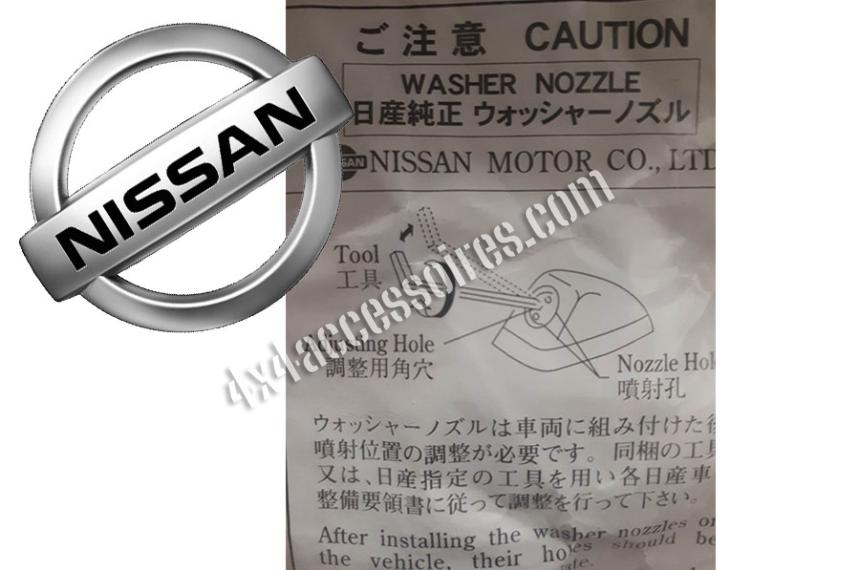 NISSAN
ご注意 CAUTION
WASHER NOZZLE
日産純正 ウォッシャーノズル
NISSAN MOTOR CO., LTD
Tool
工具
4x4accessoires.com
Adjusting Hole
調整用角穴
Nozzle Hol
噴射孔
ウォッシャーノズルは車両に組み付けた後
噴射位置の調整が必要です。同梱の工具
又は、日産指定の工具を用い各日産車
整備要領書に従って調整を行って下さい。
After installing the washer nozzles on
the vehicle, their holes should be